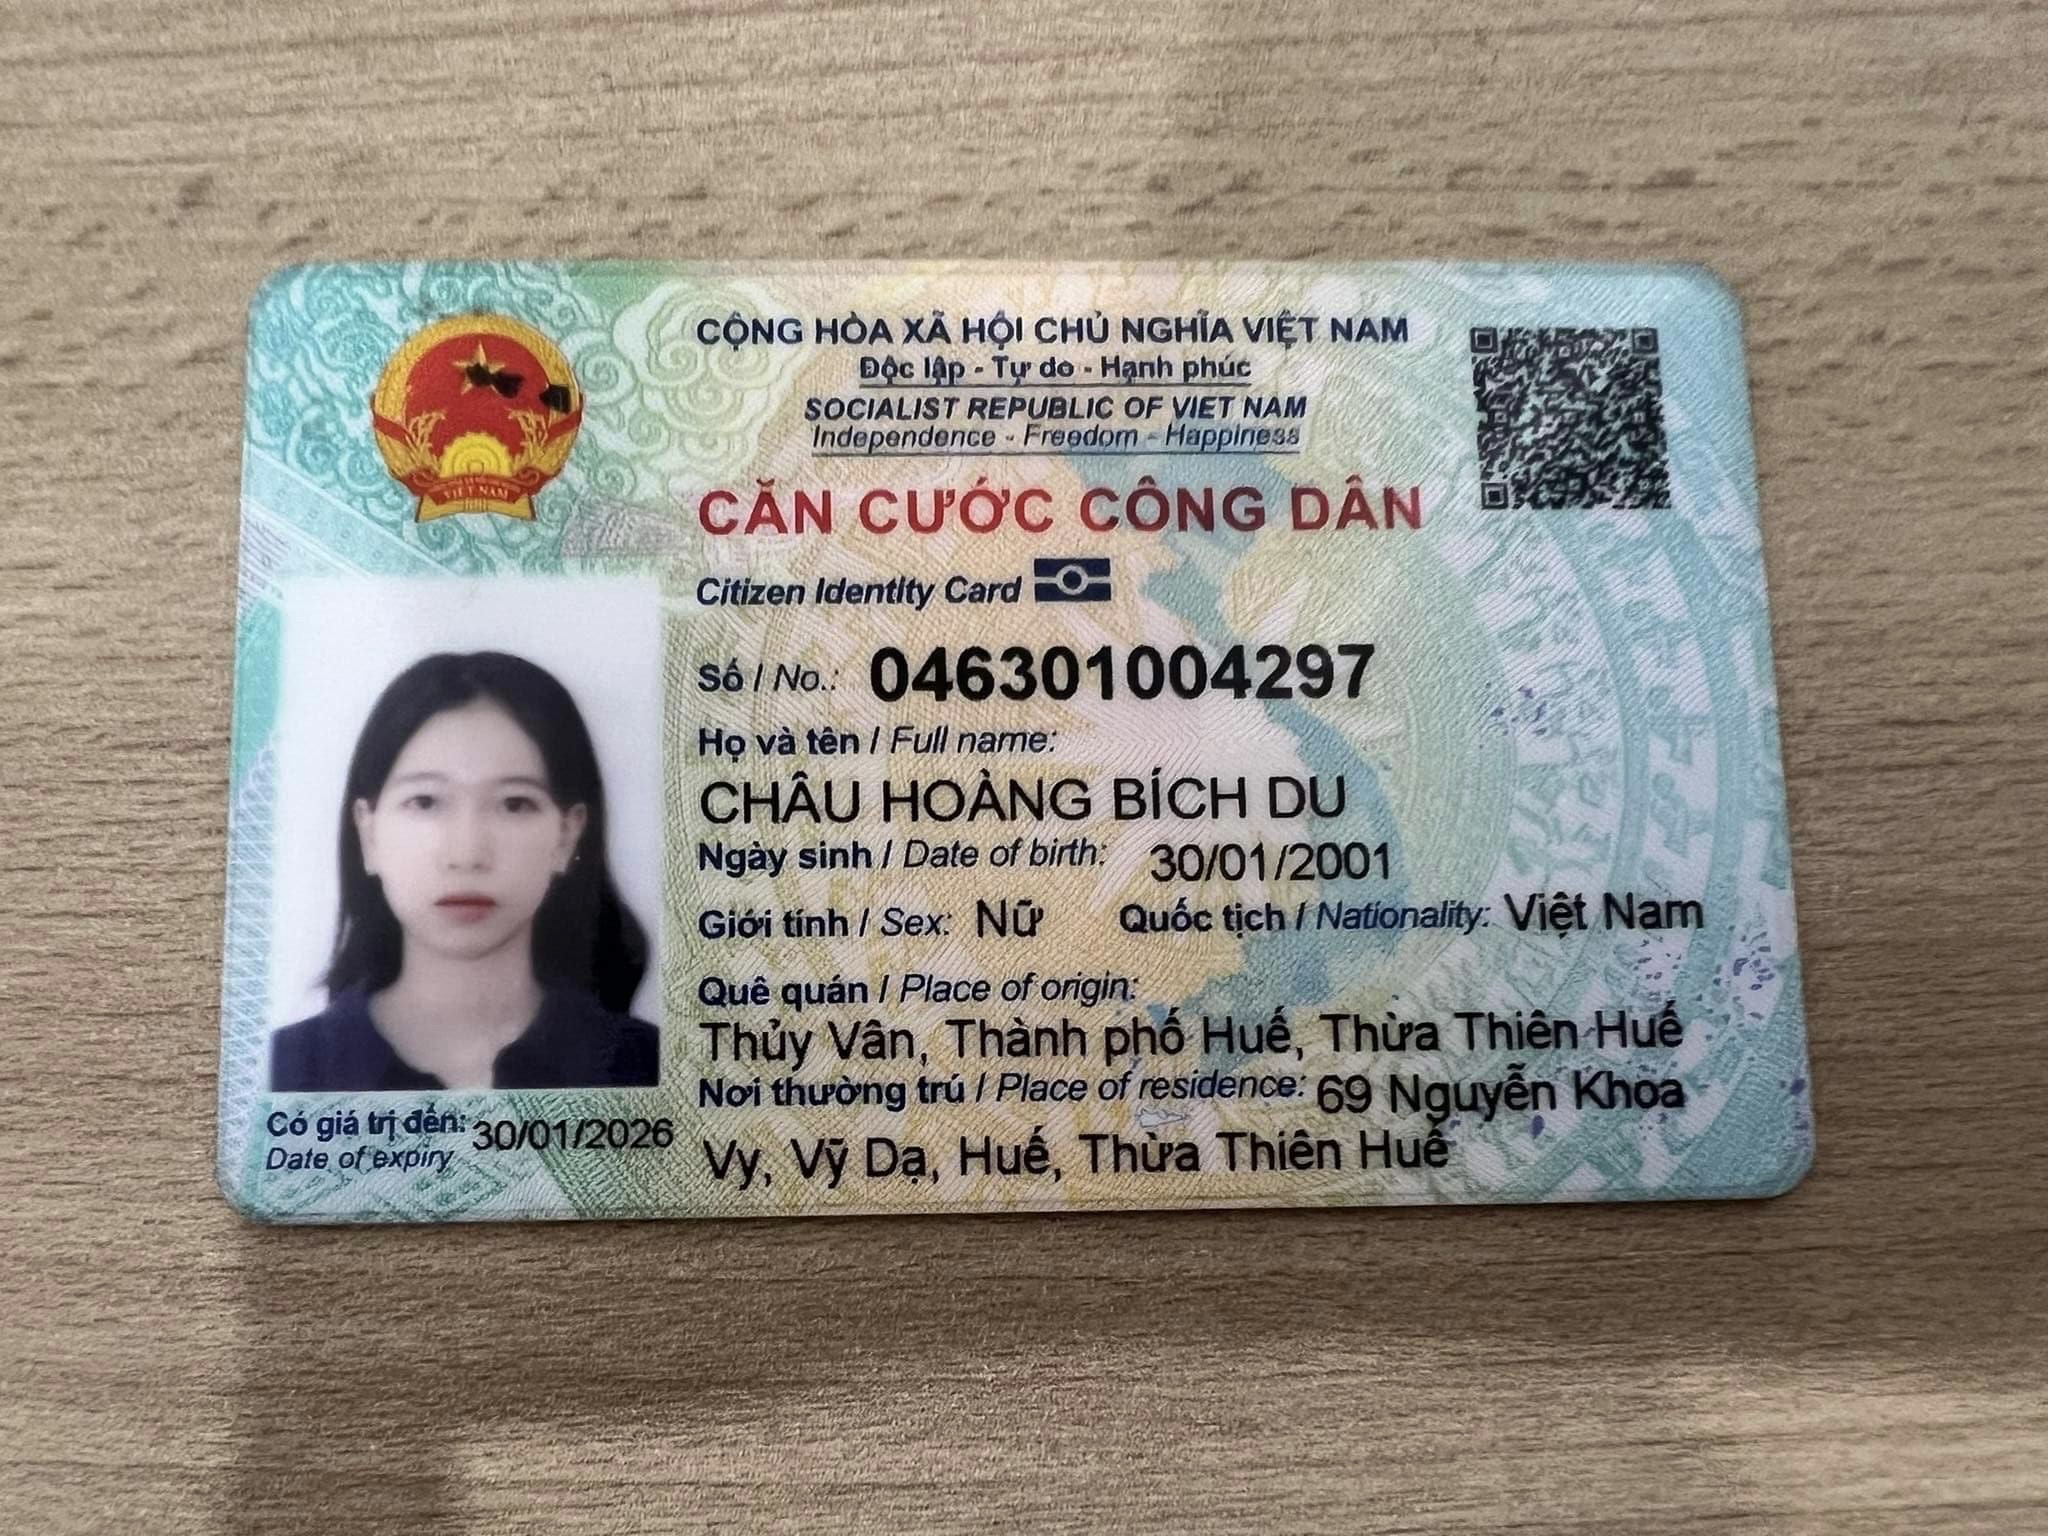 CỘNG HÒA XÃ HỘI CHỦ NGHĨA VIỆT NAM
Độc lập - Tự do - Hạnh phúc
SOCIALIST REPUBLIC OF VIET NAM
Independence - Freedom - Happiness
VIỆT NAM
CĂN CƯỚC CÔNG DÂN
Citizen Identity Card
Số / No.: 046301004297
Họ và tên / Full name:
CHÂU HOÀNG BÍCH DU
Ngày sinh / Date of birth: 30/01/2001
Giới tính / Sex: Nữ Quốc tịch / Nationality: Việt Nam
Quê quán / Place of origin:
Thủy Vân, Thành phố Huế, Thừa Thiên Huế
Nơi thường trú / Place of residence: 69 Nguyễn Khoa
Vy, Vỹ Dạ, Huế, Thừa Thiên Huế
Có giá trị đến: 30/01/2026
Date of expiry